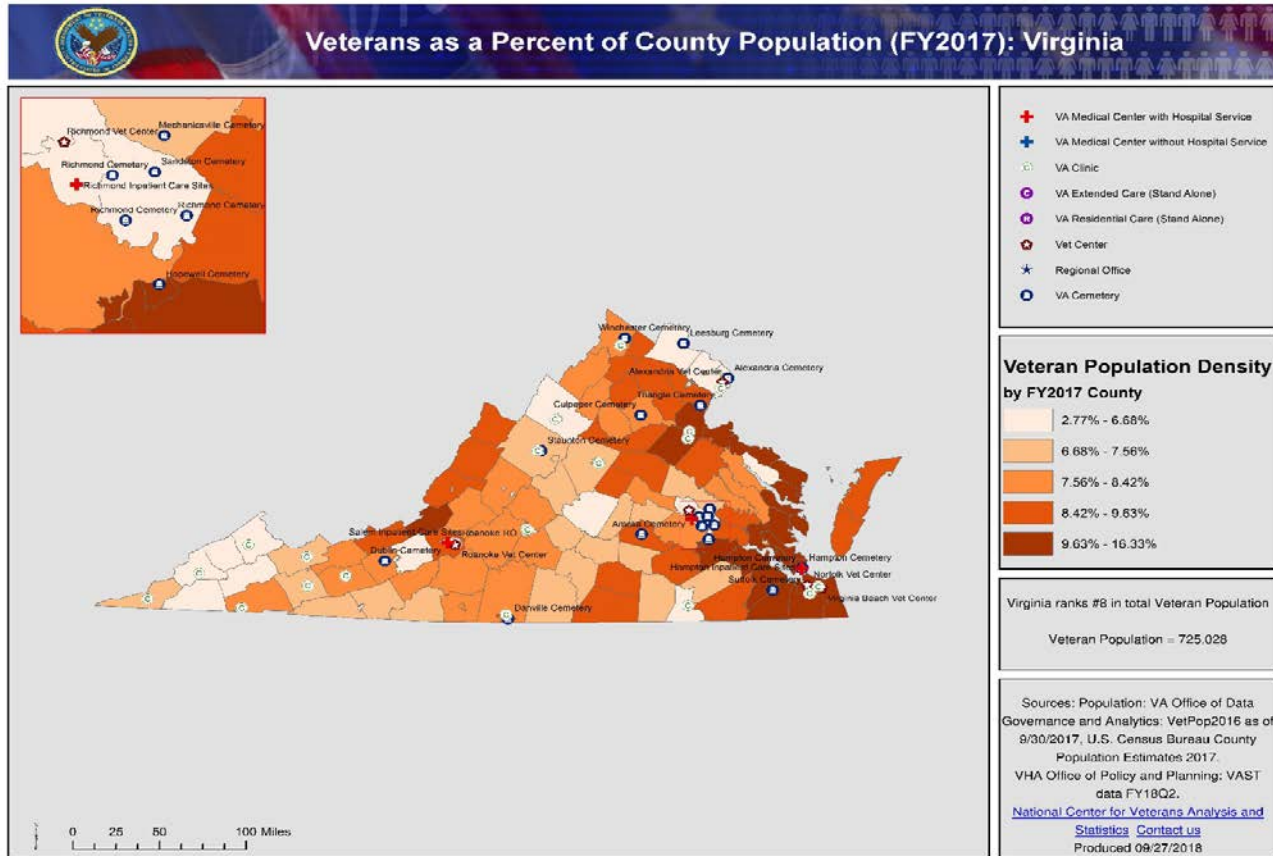 Veterans as a Percent of County Population (FY2017): Virginia
Richmond Vet Center
Mechanicsville Cemetery
Richmond Cemetery
Sandston Cemetery
Richmond Inpatient Care Sites
Richmond Cemetery
Richmond Cemetery
Hopewell Cemetery
Winchester Cemetery
Leesburg Cemetery
Alexandria Vet Center
Alexandria Cemetery
Culpeper Cemetery
Triangle Cemetery
Staunton Cemetery
Amelia Cemetery
Salem Inpatient Care Sites
Roanoke RO
Dublin Cemetery
Roanoke Vet Center
Hampton Cemetery
Hampton Cemetery
Hampton Inpatient Care Sites
Norfolk Vet Center
Suffolk Cemetery
Virginia Beach Vet Center
Danville Cemetery
0 25 50 100 Miles
VA Medical Center with Hospital Service
VA Medical Center without Hospital Service
VA Clinic
VA Extended Care (Stand Alone)
VA Residential Care (Stand Alone)
Vet Center
Regional Office
VA Cemetery
Veteran Population Density
by FY2017 County
2.77% - 6.68%
6.68% - 7.56%
7.56% - 8.42%
8.42% - 9.63%
9.63% - 16.33%
Virginia ranks #8 in total Veteran Population
Veteran Population = 725,028
Sources: Population: VA Office of Data
Governance and Analytics: VetPop2016 as of
9/30/2017, U.S. Census Bureau County
Population Estimates 2017.
VHA Office of Policy and Planning: VAST
data FY18Q2.
National Center for Veterans Analysis and
Statistics Contact us
Produced 09/27/2018